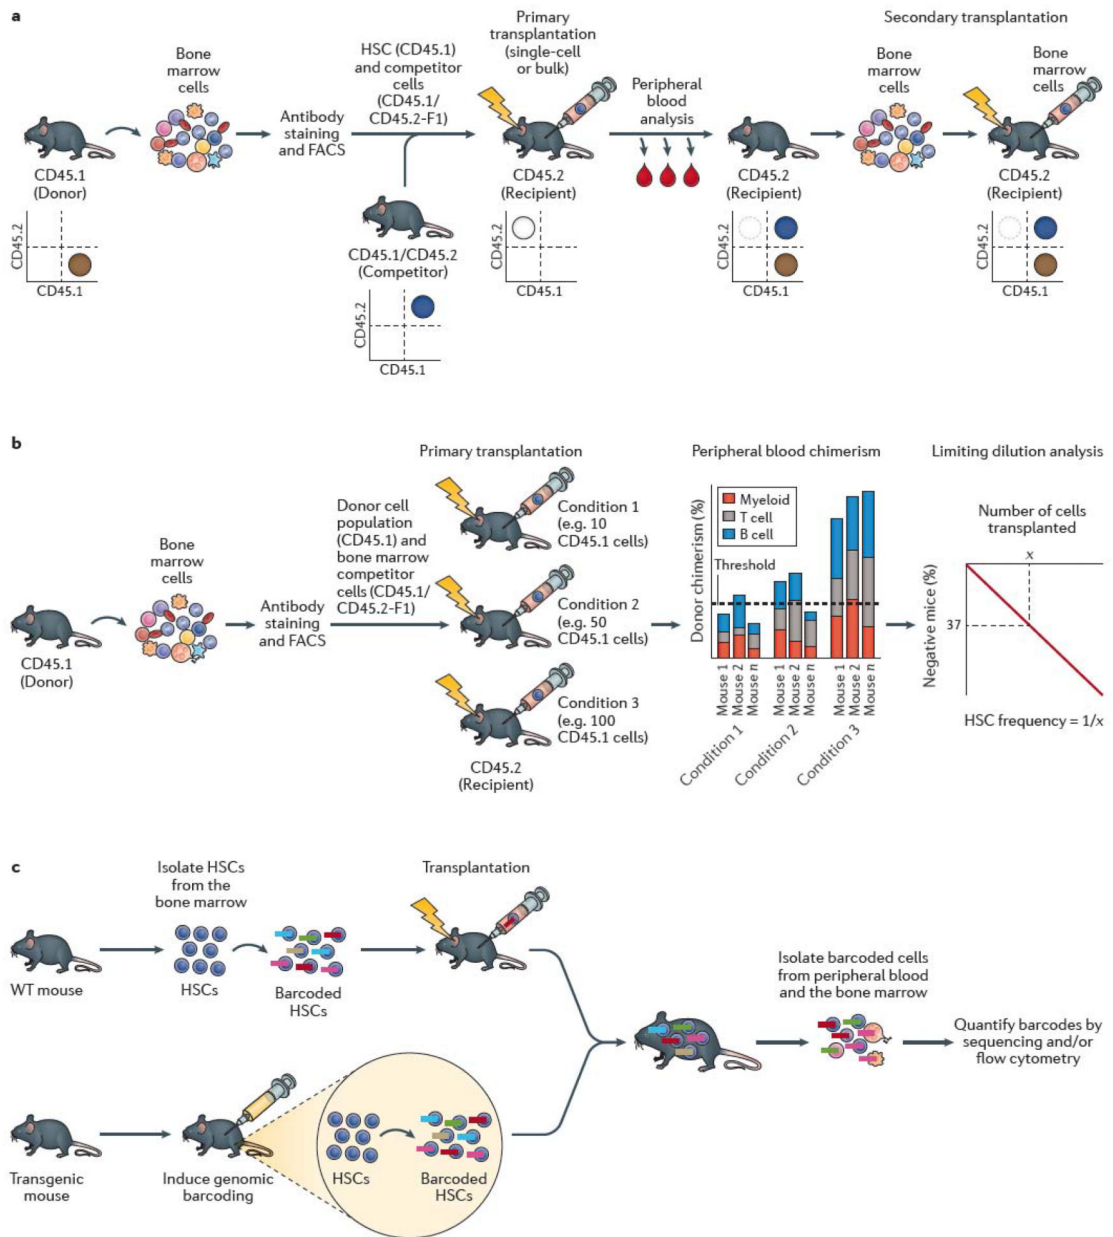 a
Bone
marrow
cells
CD45.1
(Donor)
CD45.2
CD45.1
Antibody
staining
and FACS
HSC (CD45.1)
and competitor
cells
(CD45.1/
CD45.2-F1)
CD45.1/CD45.2
(Competitor)
CD45.2
CD45.1
Primary
transplantation
(single-cell
or bulk)
CD45.2
(Recipient)
CD45.2
CD45.1
Peripheral
blood
analysis
CD45.2
(Recipient)
CD45.2
CD45.1
Secondary transplantation
Bone
marrow
cells
Bone
marrow
cells
CD45.2
(Recipient)
CD45.2
CD45.1
b
CD45.1
(Donor)
Bone
marrow
cells
Antibody
staining
and FACS
Donor cell
population
(CD45.1) and
bone marrow
competitor
cells (CD45.1/
CD45.2-F1)
Primary transplantation
Condition 1
(e.g. 10
CD45.1 cells)
Condition 2
(e.g. 50
CD45.1 cells)
Condition 3
(e.g. 100
CD45.1 cells)
CD45.2
(Recipient)
Peripheral blood chimerism
Donor chimerism (%)
Myeloid
T cell
B cell
Threshold
Mouse 1
Mouse 2
Mouse n
Mouse 1
Mouse 2
Mouse n
Mouse 1
Mouse 2
Mouse n
Condition 1
Condition 2
Condition 3
Limiting dilution analysis
Number of cells
transplanted
x
Negative mice (%)
37
HSC frequency = 1/x
c
WT mouse
Isolate HSCs
from the
bone marrow
HSCs
Barcoded
HSCs
Transplantation
Transgenic
mouse
Induce genomic
barcoding
HSCs
Barcoded
HSCs
Isolate barcoded cells
from peripheral blood
and the bone marrow
Quantify barcodes by
sequencing and/or
flow cytometry